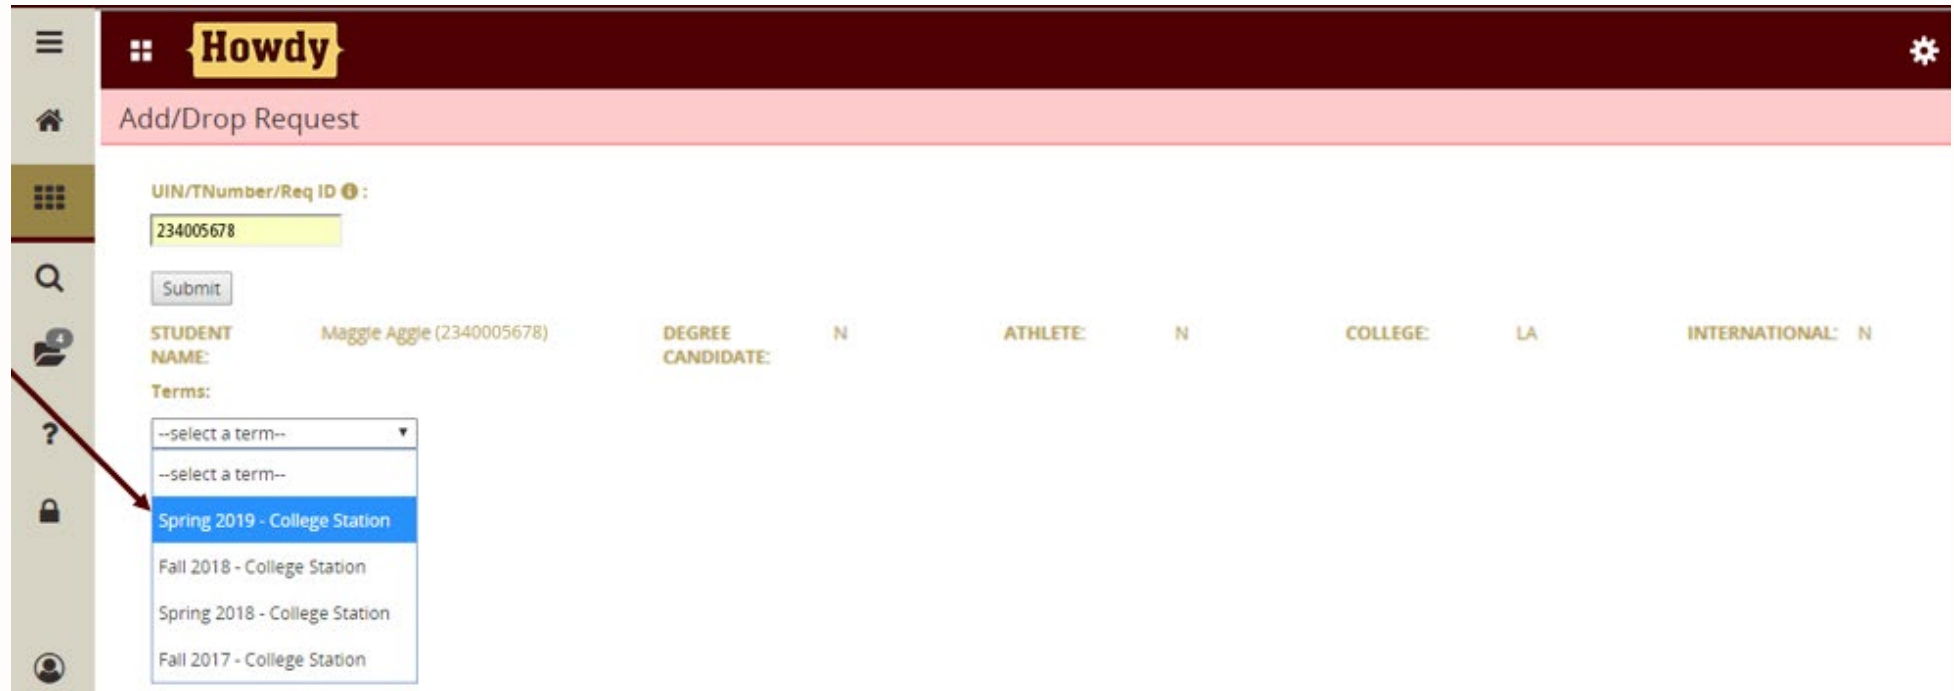 Howdy
Add/Drop Request
UIN/TNumber/Req ID :
234005678
Submit
STUDENT NAME: Maggie Aggie (2340005678) DEGREE CANDIDATE: N ATHLETE: N COLLEGE: LA INTERNATIONAL: N
4
Terms:
?
--select a term--
--select a term--
Spring 2019 - College Station
Fall 2018 - College Station
Spring 2018 - College Station
Fall 2017 - College Station